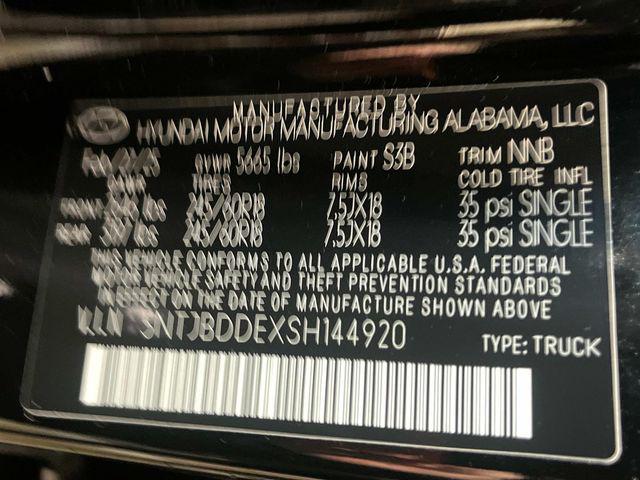 MANUFACTURED BY
HYUNDAI MOTOR MANUFACTURING ALABAMA, LLC
GVWR 5665 lbs PAINT S3B TRIM NNB
TIRES RIMS COLD TIRE INFL
lbs 245/60R18 7.5JX18 35 psi SINGLE
REAR lbs 245/60R18 7.5JX18 35 psi SINGLE
THIS VEHICLE CONFORMS TO ALL APPLICABLE U.S.A. FEDERAL
MOTOR VEHICLE SAFETY AND THEFT PREVENTION STANDARDS
IN EFFECT ON THE DATE OF MANUFACTURE SHOWN ABOVE
5NTJBDDEXSH144920 TYPE: TRUCK